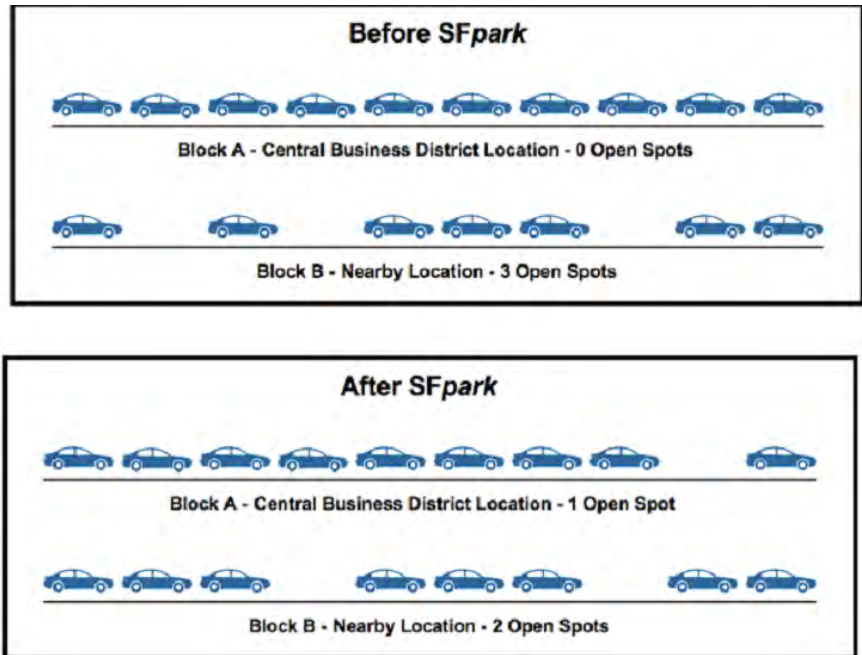 Before SFpark
Block A - Central Business District Location - 0 Open Spots
Block B - Nearby Location - 3 Open Spots
After SFpark
Block A - Central Business District Location - 1 Open Spot
Block B - Nearby Location - 2 Open Spots